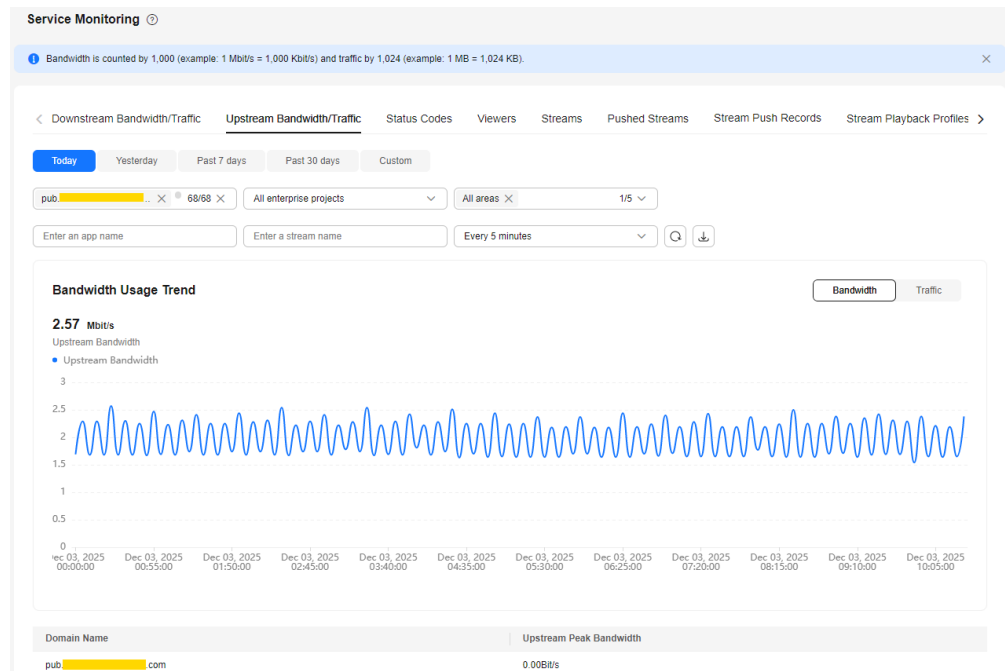 Service Monitoring
Bandwidth is counted by 1,000 (example: 1 Mbit/s = 1,000 Kbit/s) and traffic by 1,024 (example: 1 MB = 1,024 KB).
Downstream Bandwidth/Traffic Upstream Bandwidth/Traffic Status Codes Viewers Streams Pushed Streams Stream Push Records Stream Playback Profiles
Today Yesterday Past 7 days Past 30 days Custom
pub. .. 68/68 All enterprise projects All areas 1/5
Enter an app name Enter a stream name Every 5 minutes
Bandwidth Usage Trend Bandwidth Traffic
2.57 Mbit/s
Upstream Bandwidth
Upstream Bandwidth
3
2.5
2
1.5
1
0.5
0
ec 03, 2025 Dec 03, 2025 Dec 03, 2025 Dec 03, 2025 Dec 03, 2025 Dec 03, 2025 Dec 03, 2025 Dec 03, 2025 Dec 03, 2025 Dec 03, 2025 Dec 03, 2025 Dec 03, 2025
00:00:00 00:55:00 01:50:00 02:45:00 03:40:00 04:35:00 05:30:00 06:25:00 07:20:00 08:15:00 09:10:00 10:05:00
Domain Name Upstream Peak Bandwidth
pub. .com 0.00Bit/s